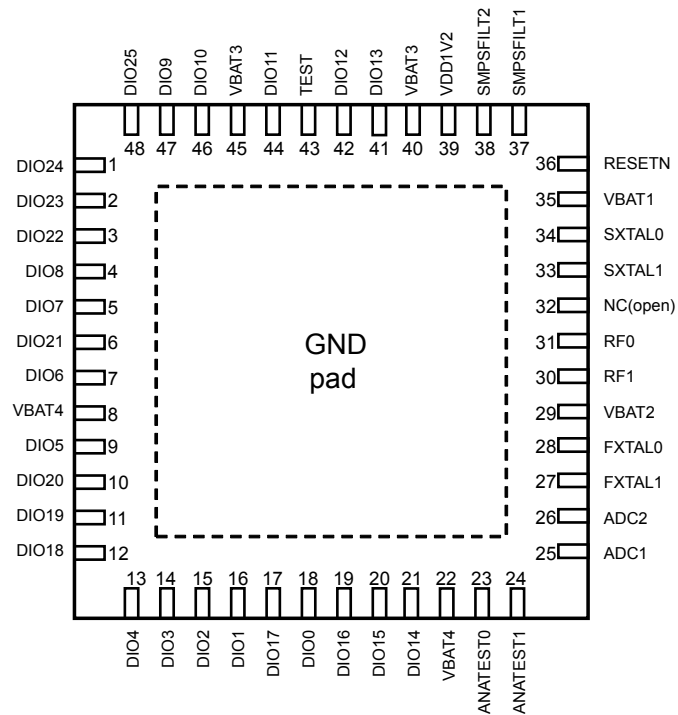 DIO25
DIO9
DIO10
VBAT3
DIO11
TEST
DIO12
DIO13
VBAT3
VDD1V2
SMPSFILT2
SMPSFILT1
48 47 46 45 44 43 42 41 40 39 38 37
DIO24 1
DIO23 2
DIO22 3
DIO8 4
DIO7 5
DIO21 6
DIO6 7
VBAT4 8
DIO5 9
DIO20 10
DIO19 11
DIO18 12
GND
pad
36 RESETN
35 VBAT1
34 SXTAL0
33 SXTAL1
32 NC(open)
31 RF0
30 RF1
29 VBAT2
28 FXTAL0
27 FXTAL1
26 ADC2
25 ADC1
13 14 15 16 17 18 19 20 21 22 23 24
DIO4
DIO3
DIO2
DIO1
DIO17
DIO0
DIO16
DIO15
DIO14
VBAT4
ANATEST0
ANATEST1